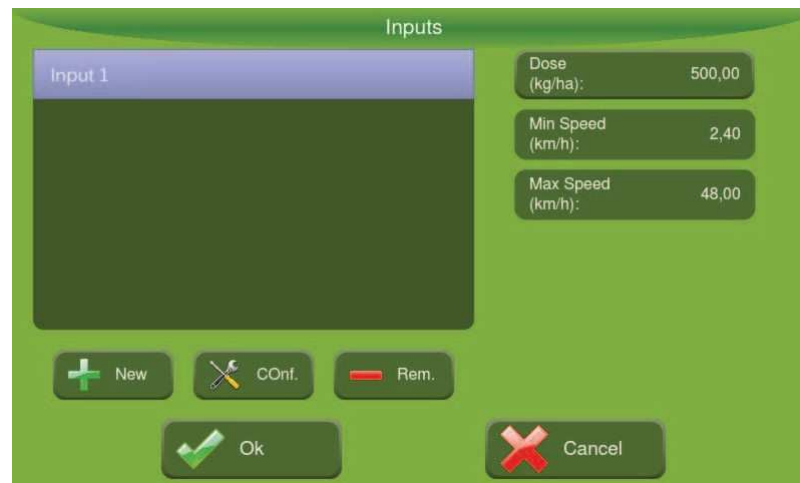 Inputs
Input 1
Dose
(kg/ha):
500,00
Min Speed
(km/h):
2,40
Max Speed
(km/h):
48,00
New
COnf.
Rem.
Ok
Cancel